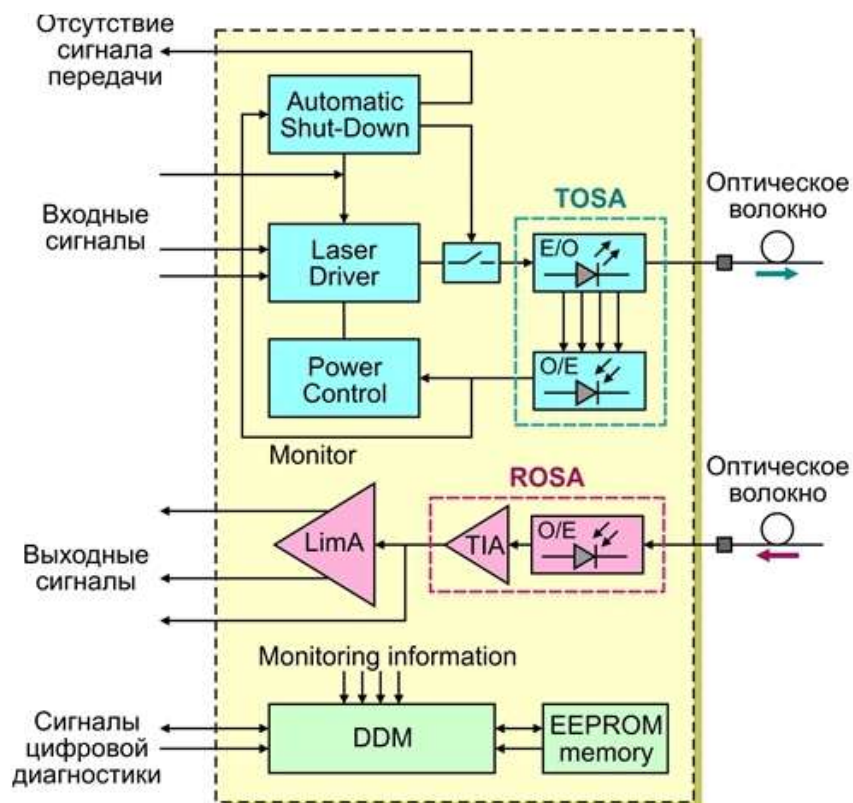 Отсутствие
сигнала
передачи
Automatic
Shut-Down
TOSA
Оптическое
волокно
Входные
сигналы
Laser
Driver
E/O
Power
Control
O/E
Monitor
ROSA
Оптическое
волокно
LimA
TIA
O/E
Выходные
сигналы
Monitoring information
Сигналы
цифровой
диагностики
DDM
EEPROM
memory